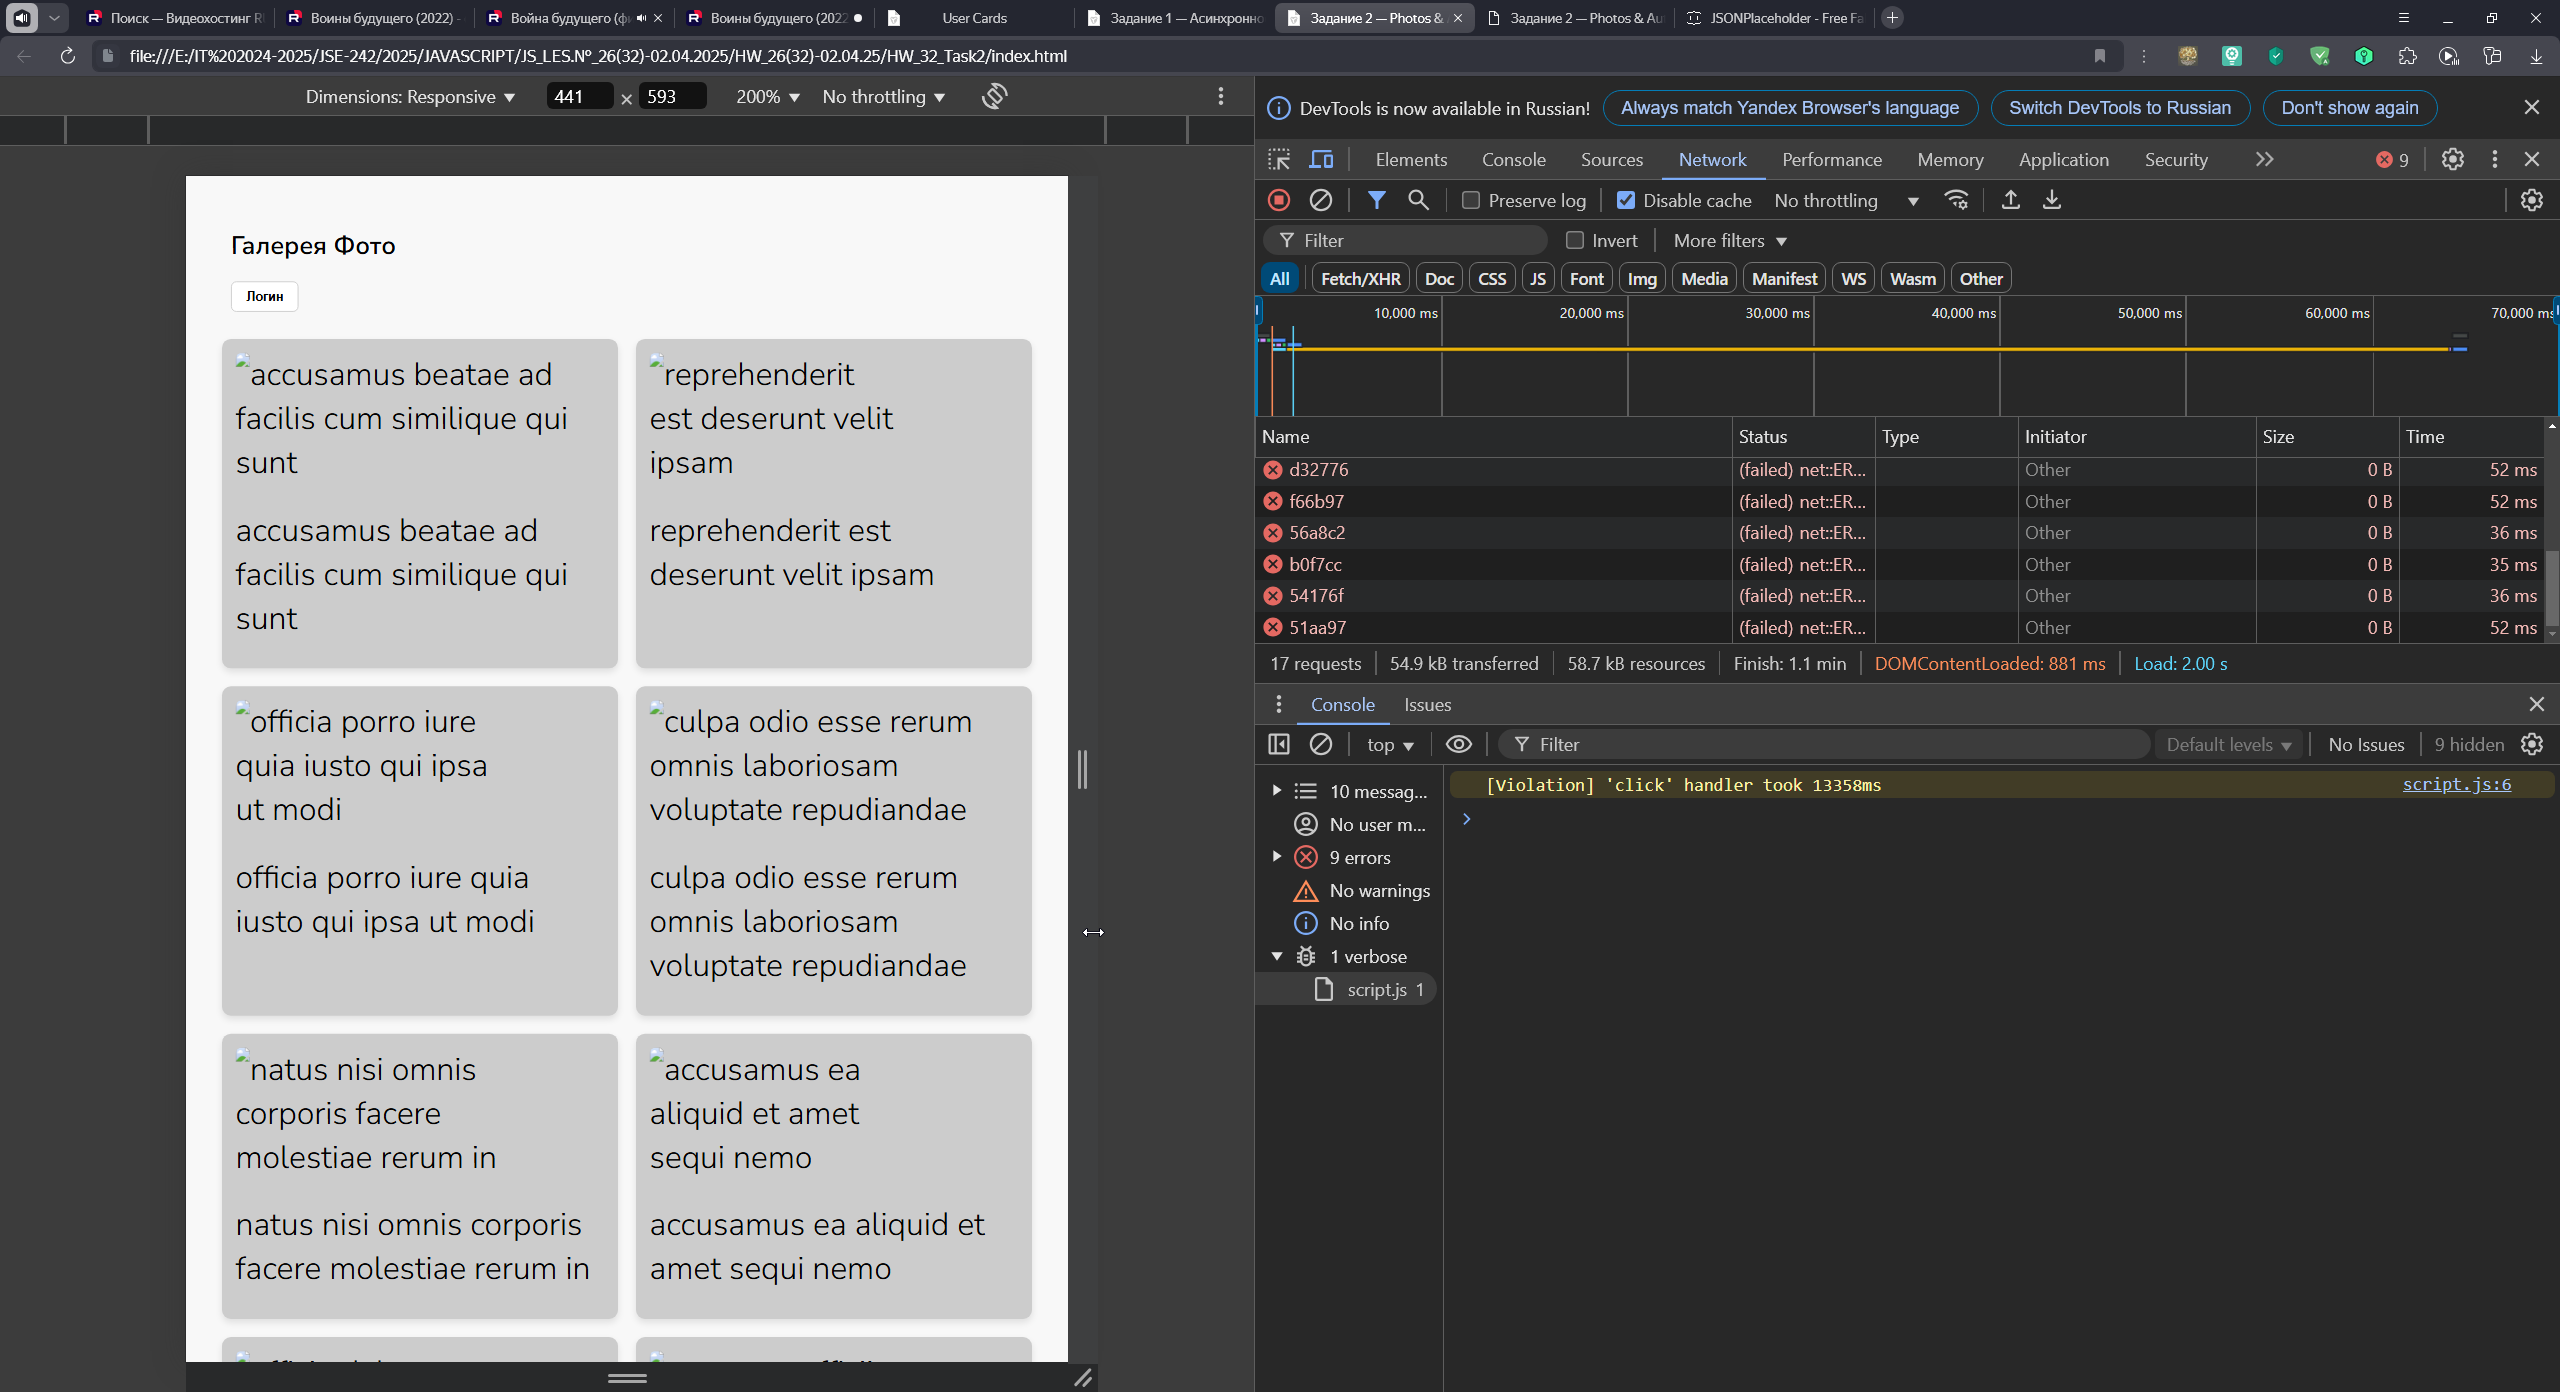 Поиск — Видеохостинг R
Воины будущего (2022) -
Война будущего (ф
Воины будущего (2022
User Cards
Задание 1 — Асинхронно
Задание 2 — Photos &
Задание 2 — Photos & Au
JSONPlaceholder - Free Fa
file:///E:/IT%202024-2025/JSE-242/2025/JAVASCRIPT/JS_LES.Nº_26(32)-02.04.2025/HW_26(32)-02.04.25/HW_32_Task2/index.html
Dimensions: Responsive
441
×
593
200%
No throttling
Галерея Фото
Логин
accusamus beatae ad
facilis cum similique qui
sunt
accusamus beatae ad
facilis cum similique qui
sunt
reprehenderit
est deserunt velit
ipsam
reprehenderit est
deserunt velit ipsam
officia porro iure
quia iusto qui ipsa
ut modi
officia porro iure quia
iusto qui ipsa ut modi
culpa odio esse rerum
omnis laboriosam
voluptate repudiandae
culpa odio esse rerum
omnis laboriosam
voluptate repudiandae
natus nisi omnis
corporis facere
molestiae rerum in
natus nisi omnis corporis
facere molestiae rerum in
accusamus ea
aliquid et amet
sequi nemo
accusamus ea aliquid et
amet sequi nemo
DevTools is now available in Russian!
Always match Yandex Browser's language
Switch DevTools to Russian
Don't show again
Elements
Console
Sources
Network
Performance
Memory
Application
Security
9
Preserve log
Disable cache
No throttling
Filter
Invert
More filters
All
Fetch/XHR
Doc
CSS
JS
Font
Img
Media
Manifest
WS
Wasm
Other
10,000 ms
20,000 ms
30,000 ms
40,000 ms
50,000 ms
60,000 ms
70,000 ms
Name Status Type Initiator Size Time
d32776 (failed) net::ER... Other 0 B 52 ms
f66b97 (failed) net::ER... Other 0 B 52 ms
56a8c2 (failed) net::ER... Other 0 B 36 ms
b0f7cc (failed) net::ER... Other 0 B 35 ms
54176f (failed) net::ER... Other 0 B 36 ms
51aa97 (failed) net::ER... Other 0 B 52 ms
17 requests
54.9 kB transferred
58.7 kB resources
Finish: 1.1 min
DOMContentLoaded: 881 ms
Load: 2.00 s
Console
Issues
top
Filter
Default levels
No Issues
9 hidden
10 messag...
No user m...
9 errors
No warnings
No info
1 verbose
script.js 1
[Violation] 'click' handler took 13358ms
script.js:6